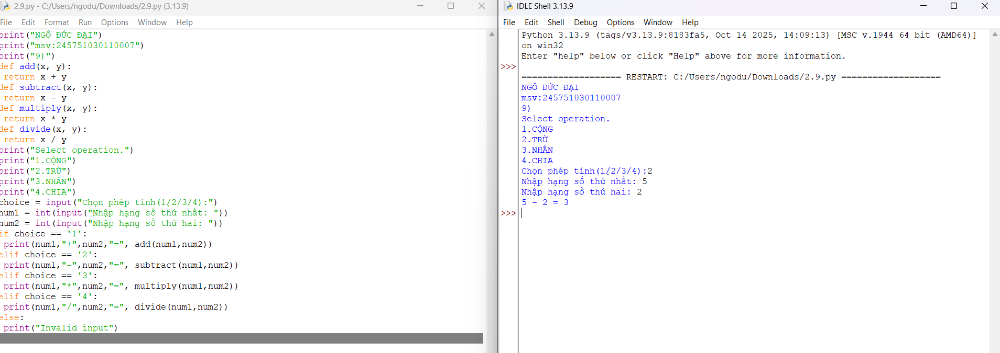 2.9.py - C:/Users/ngodu/Downloads/2.9.py (3.13.9)
File Edit Format Run Options Window Help
print("NGÔ ĐỨC ĐẠI")
print("msv:245751030110007")
print("9)")
def add(x, y):
 return x + y
def subtract(x, y):
 return x - y
def multiply(x, y):
 return x * y
def divide(x, y):
 return x / y
print("Select operation.")
print("1.CỘNG")
print("2.TRỪ")
print("3.NHÂN")
print("4.CHIA")
choice = input("Chọn phép tính(1/2/3/4):")
num1 = int(input("Nhập hạng số thứ nhất: "))
num2 = int(input("Nhập hạng số thứ hai: "))
if choice == '1':
 print(num1,"+",num2,"=", add(num1,num2))
elif choice == '2':
 print(num1,"-",num2,"=", subtract(num1,num2))
elif choice == '3':
 print(num1,"*",num2,"=", multiply(num1,num2))
elif choice == '4':
 print(num1,"/",num2,"=", divide(num1,num2))
else:
 print("Invalid input")
IDLE Shell 3.13.9
File Edit Shell Debug Options Window Help
Python 3.13.9 (tags/v3.13.9:8183fa5, Oct 14 2025, 14:09:13) [MSC v.1944 64 bit (AMD64)]
on win32
Enter "help" below or click "Help" above for more information.
>>>
=================== RESTART: C:/Users/ngodu/Downloads/2.9.py ===================
NGÔ ĐỨC ĐẠI
msv:245751030110007
9)
Select operation.
1.CỘNG
2.TRỪ
3.NHÂN
4.CHIA
Chọn phép tính(1/2/3/4):2
Nhập hạng số thứ nhất: 5
Nhập hạng số thứ hai: 2
5 - 2 = 3
>>>